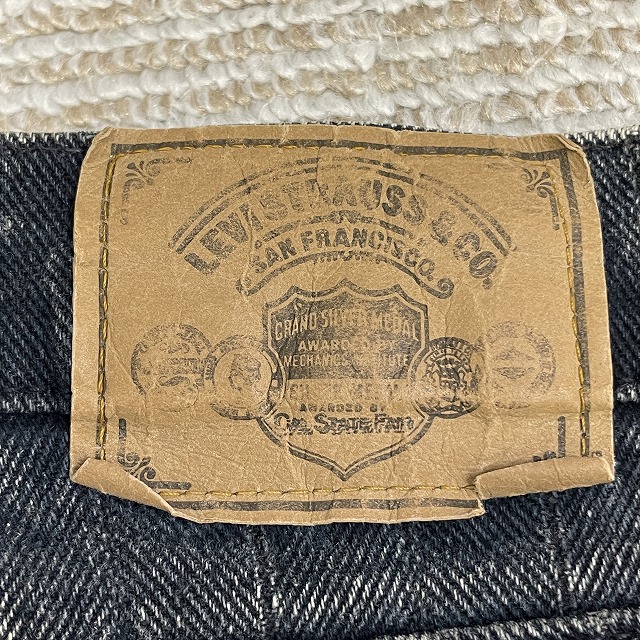 LEVI STRAUSS & CO.
SAN FRANCISCO.
GRAND SILVER MEDAL
AWARDED BY
MECHANICS INSTITUTE
AWARDED BY
CAL. STATE FAIR